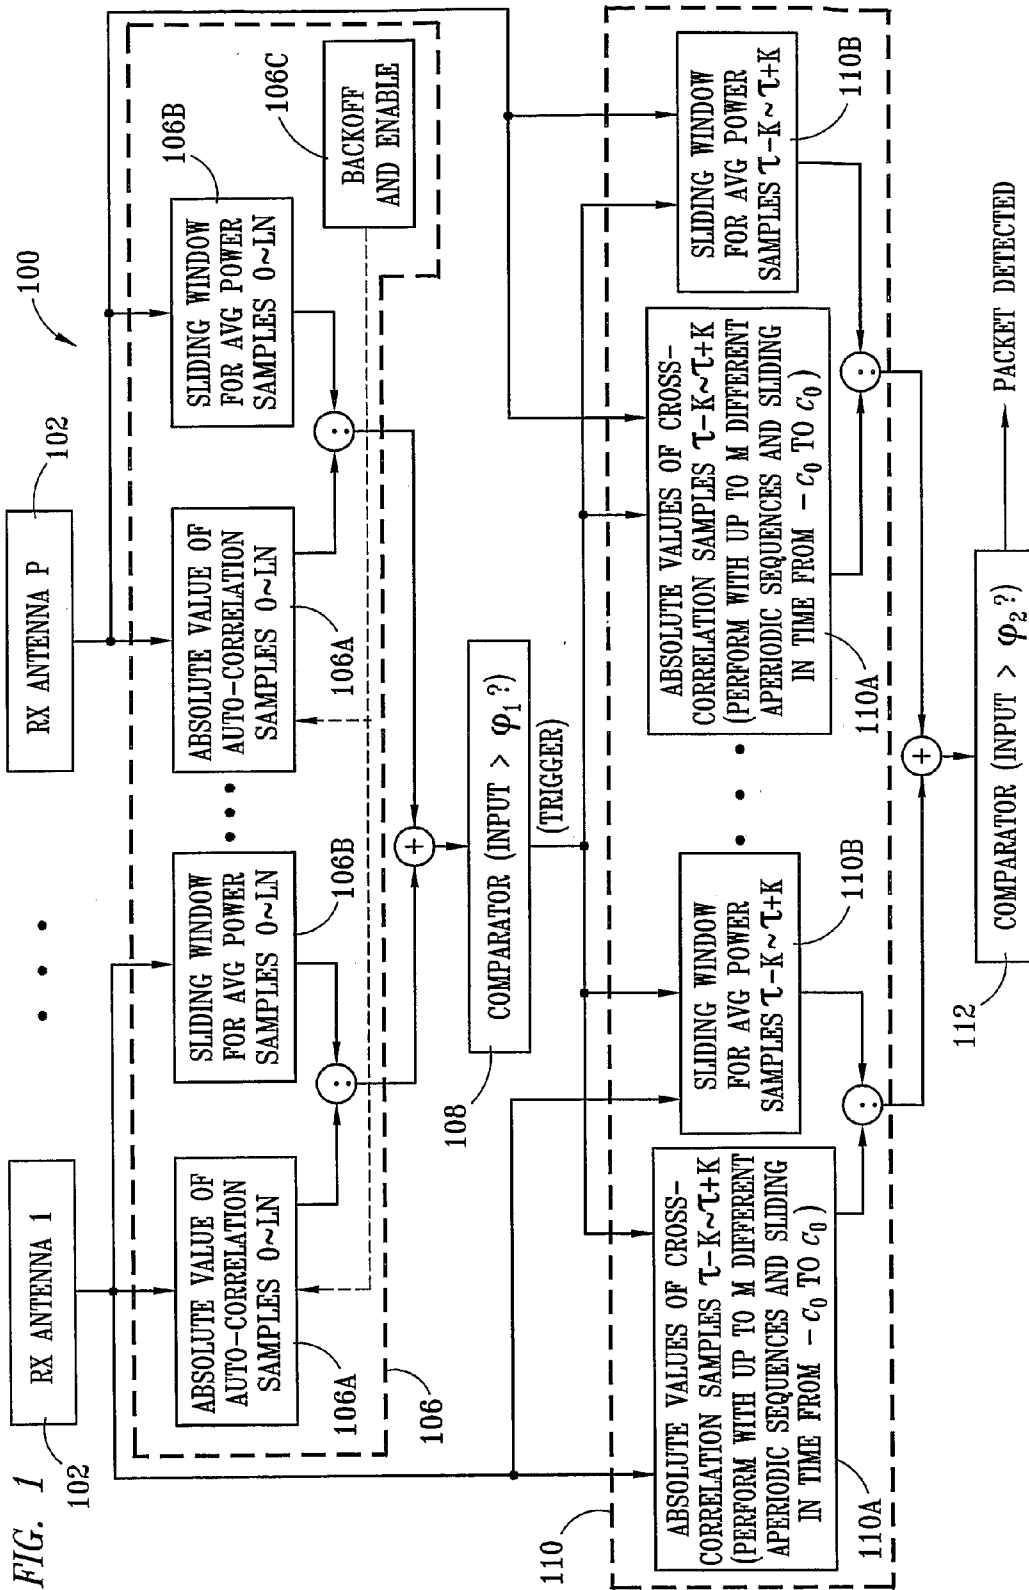 FIG. 1
100
102
RX ANTENNA 1
RX ANTENNA P
102
ABSOLUTE VALUE OF
AUTO-CORRELATION
SAMPLES 0~LN
106A
SLIDING WINDOW
FOR AVG POWER
SAMPLES 0~LN
106B
ABSOLUTE VALUE OF
AUTO-CORRELATION
SAMPLES 0~LN
106A
SLIDING WINDOW
FOR AVG POWER
SAMPLES 0~LN
106B
BACKOFF
AND ENABLE
106C
106
÷
÷
+
108
COMPARATOR (INPUT > φ1 ?)
(TRIGGER)
110
ABSOLUTE VALUES OF CROSS-
CORRELATION SAMPLES τ-K~τ+K
(PERFORM WITH UP TO M DIFFERENT
APERIODIC SEQUENCES AND SLIDING
IN TIME FROM - c0 TO c0)
110A
SLIDING WINDOW
FOR AVG POWER
SAMPLES τ-K~τ+K
110B
ABSOLUTE VALUES OF CROSS-
CORRELATION SAMPLES τ-K~τ+K
(PERFORM WITH UP TO M DIFFERENT
APERIODIC SEQUENCES AND SLIDING
IN TIME FROM - c0 TO c0)
110A
SLIDING WINDOW
FOR AVG POWER
SAMPLES τ-K~τ+K
110B
÷
÷
+
112
COMPARATOR (INPUT > φ2 ?)
PACKET DETECTED